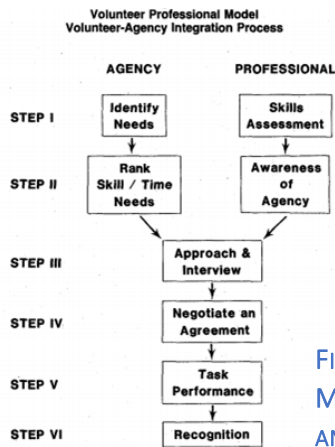 Volunteer Professional Model
Volunteer-Agency Integration Process
AGENCY PROFESSIONAL
STEP I
Identify
Needs
Skills
Assessment
STEP II
Rank
Skill / Time
Needs
Awareness
of
Agency
STEP III
Approach &
Interview
STEP IV
Negotiate an
Agreement
STEP V
Task
Performance
STEP VI
Recognition
FI
M
AN